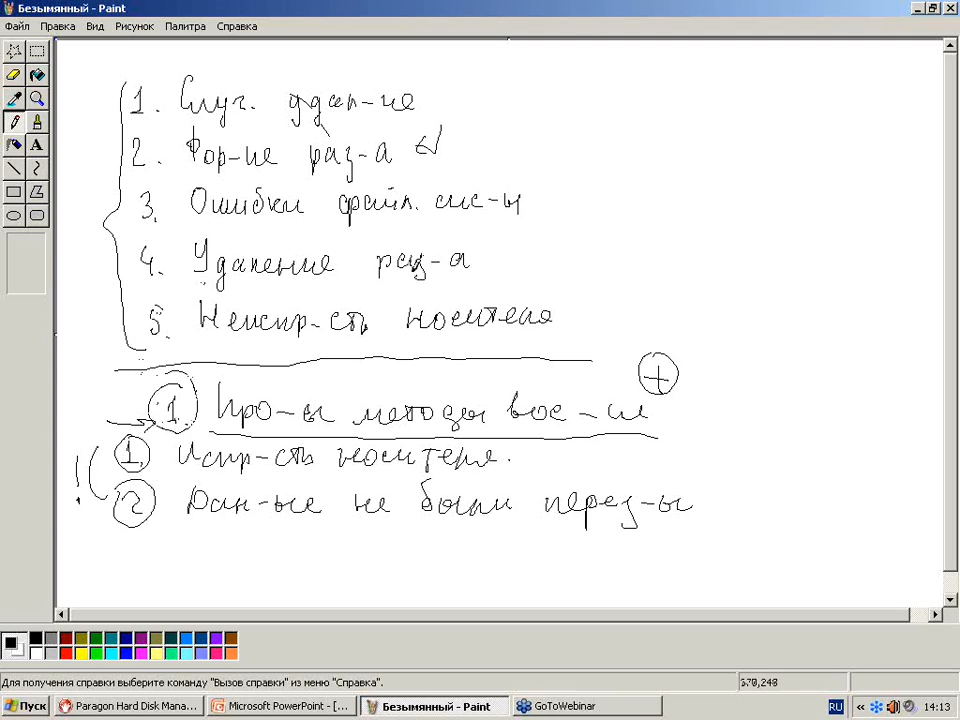 Безымянный - Paint
Файл Правка Вид Рисунок Палитра Справка
1. Случ. удал-ие
2. Фор-ие раз-а
3. Ошибки файл. сис-ы
4. Удаление раз-а
5. Неиспр-сть носителя
1 Про-ы методы вос-ия
1. Испр-сть носителя.
! 2 Дан-ые не были перез-ы
Для получения справки выберите команду "Вызов справки" из меню "Справка". 570,248
Пуск Paragon Hard Disk Mana... Microsoft PowerPoint - [... Безымянный - Paint GoToWebinar RU « 14:13